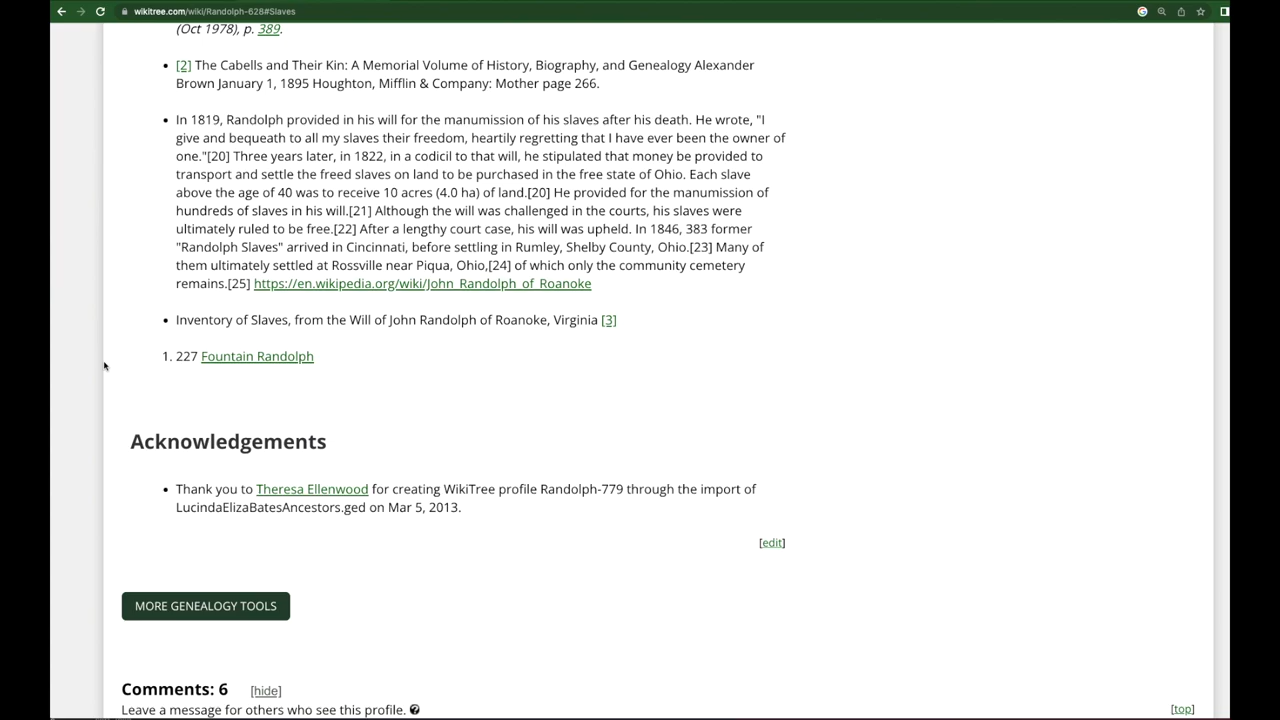 wikitree.com/wiki/Randolph-628#Slaves
(Oct 1978), p. 389.
• [2] The Cabells and Their Kin: A Memorial Volume of History, Biography, and Genealogy Alexander
Brown January 1, 1895 Houghton, Mifflin & Company: Mother page 266.
• In 1819, Randolph provided in his will for the manumission of his slaves after his death. He wrote, "I
give and bequeath to all my slaves their freedom, heartily regretting that I have ever been the owner of
one."[20] Three years later, in 1822, in a codicil to that will, he stipulated that money be provided to
transport and settle the freed slaves on land to be purchased in the free state of Ohio. Each slave
above the age of 40 was to receive 10 acres (4.0 ha) of land.[20] He provided for the manumission of
hundreds of slaves in his will.[21] Although the will was challenged in the courts, his slaves were
ultimately ruled to be free.[22] After a lengthy court case, his will was upheld. In 1846, 383 former
"Randolph Slaves" arrived in Cincinnati, before settling in Rumley, Shelby County, Ohio.[23] Many of
them ultimately settled at Rossville near Piqua, Ohio,[24] of which only the community cemetery
remains.[25] https://en.wikipedia.org/wiki/John_Randolph_of_Roanoke
• Inventory of Slaves, from the Will of John Randolph of Roanoke, Virginia [3]
1. 227 Fountain Randolph
Acknowledgements
• Thank you to Theresa Ellenwood for creating WikiTree profile Randolph-779 through the import of
LucindaElizaBatesAncestors.ged on Mar 5, 2013.
[edit]
MORE GENEALOGY TOOLS
Comments: 6 [hide]
Leave a message for others who see this profile. ?
[top]